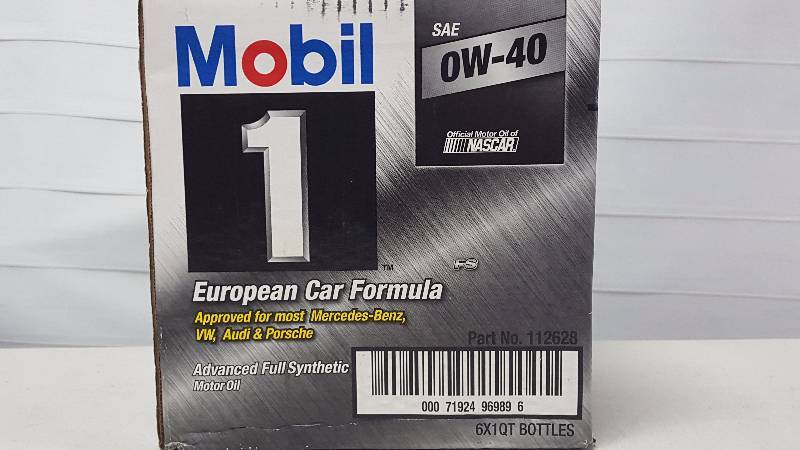 Mobil
1
TM
SAE
0W-40
Official Motor Oil of
NASCAR
FS
European Car Formula
Approved for most Mercedes-Benz,
VW, Audi & Porsche
Advanced Full Synthetic
Motor Oil
Part No. 112628
000 71924 96989 6
6X1QT BOTTLES